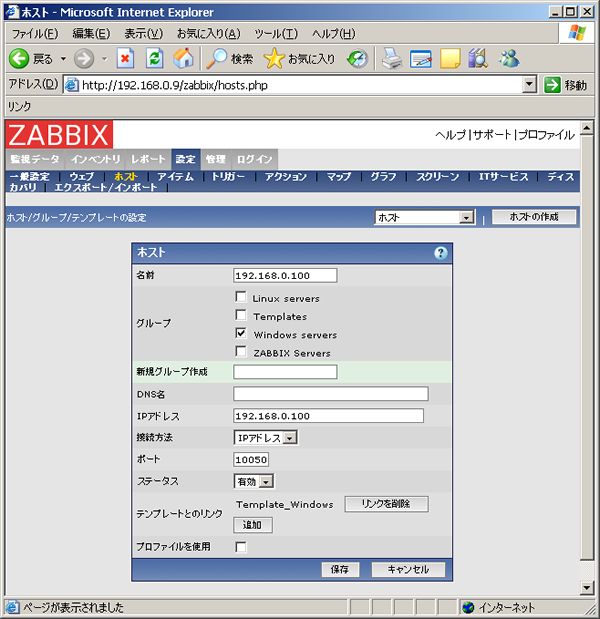 ホスト - Microsoft Internet Explorer
ファイル(F) 編集(E) 表示(V) お気に入り(A) ツール(T) ヘルプ(H)
戻る 検索 お気に入り
アドレス(D) http://192.168.0.9/zabbix/hosts.php 移動
リンク
ZABBIX ヘルプ|サポート|プロファイル
監視データ インベントリ レポート 設定 管理 ログイン
一般設定 | ウェブ | ホスト | アイテム | トリガー | アクション | マップ | グラフ | スクリーン | ITサービス | ディス
カバリ | エクスポート/インポート |
ホスト/グループ/テンプレートの設定 ホスト | ホストの作成
ホスト ?
名前 192.168.0.100
グループ
Linux servers
Templates
Windows servers
ZABBIX Servers
新規グループ作成
DNS名
IPアドレス 192.168.0.100
接続方法 IPアドレス
ポート 10050
ステータス 有効
テンプレートとのリンク Template_Windows リンクを削除
追加
プロファイルを使用
保存 キャンセル
ページが表示されました インターネット